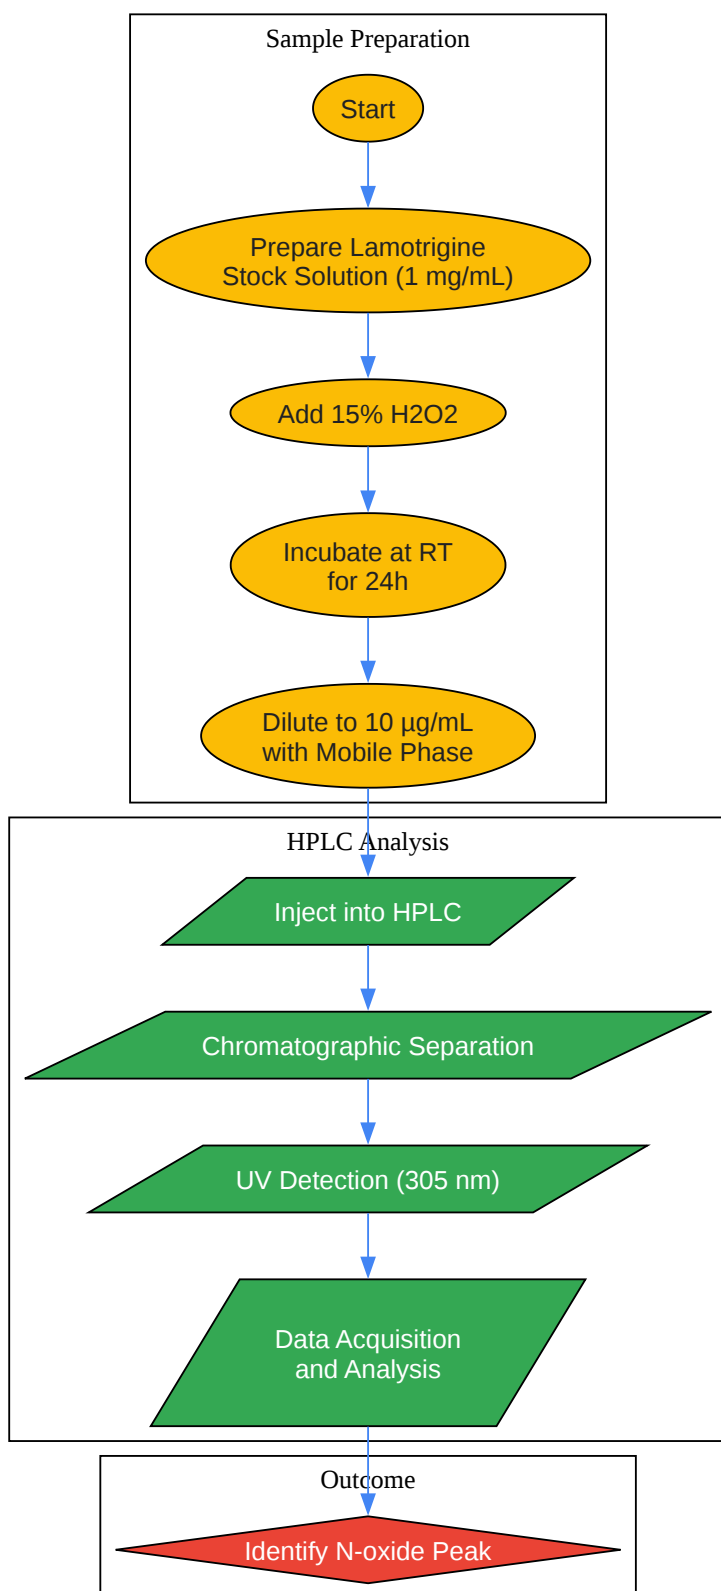 Sample Preparation
Start
Prepare Lamotrigine
Stock Solution (1 mg/mL)
Add 15% H2O2
Incubate at RT
for 24h
Dilute to 10 µg/mL
with Mobile Phase
HPLC Analysis
Inject into HPLC
Chromatographic Separation
UV Detection (305 nm)
Data Acquisition
and Analysis
Outcome
Identify N-oxide Peak